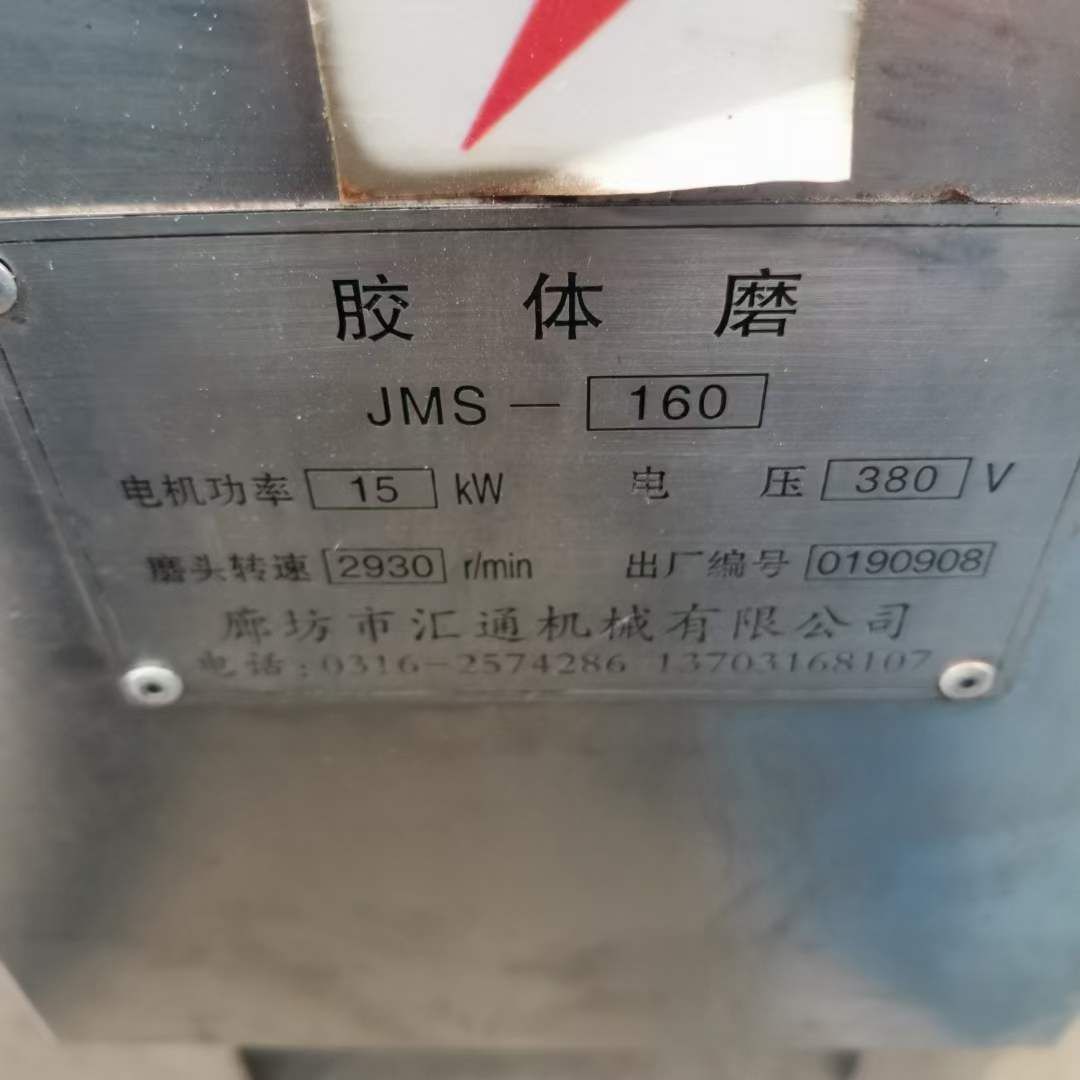 胶体磨
JMS-160
电机功率 15 kW 电压 380 V
磨头转速 2930 r/min 出厂编号 0190908
廊坊市汇通机械有限公司
电话:0316-2574286 13703168107